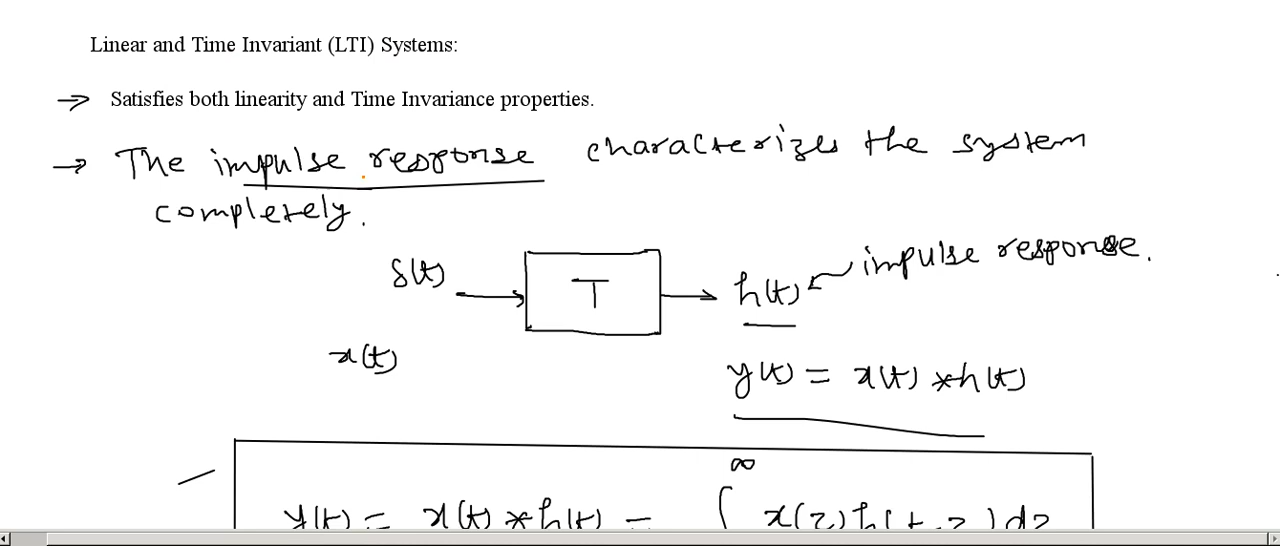 Linear and Time Invariant (LTI) Systems:
→ Satisfies both linearity and Time Invariance properties.
→ The impulse response characterizes the system
completely.
δ(t) → T → h(t) ← impulse response.
x(t)
y(t) = x(t) * h(t)
∞
y(t) = x(t) * h(t) = ∫ x(τ) h(t-τ) dτ